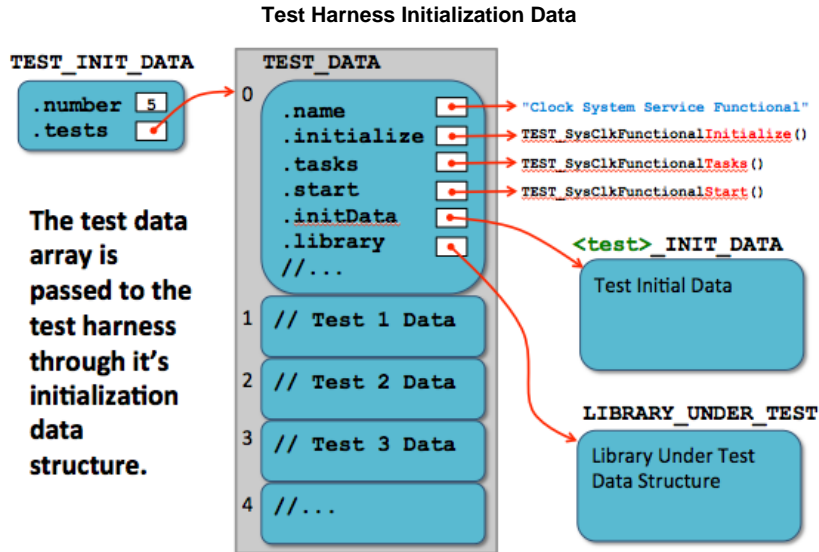 Test Harness Initialization Data
TEST_INIT_DATA
.number 5
.tests
The test data
array is
passed to the
test harness
through it's
initialization
data
structure.
TEST_DATA
0
.name
.initialize
.tasks
.start
.initData
.library
//...
1 // Test 1 Data
2 // Test 2 Data
3 // Test 3 Data
4 //...
"Clock System Service Functional"
TEST_SysClkFunctionalInitialize()
TEST_SysClkFunctionalTasks()
TEST_SysClkFunctionalStart()
<test>_INIT_DATA
Test Initial Data
LIBRARY_UNDER_TEST
Library Under Test
Data Structure